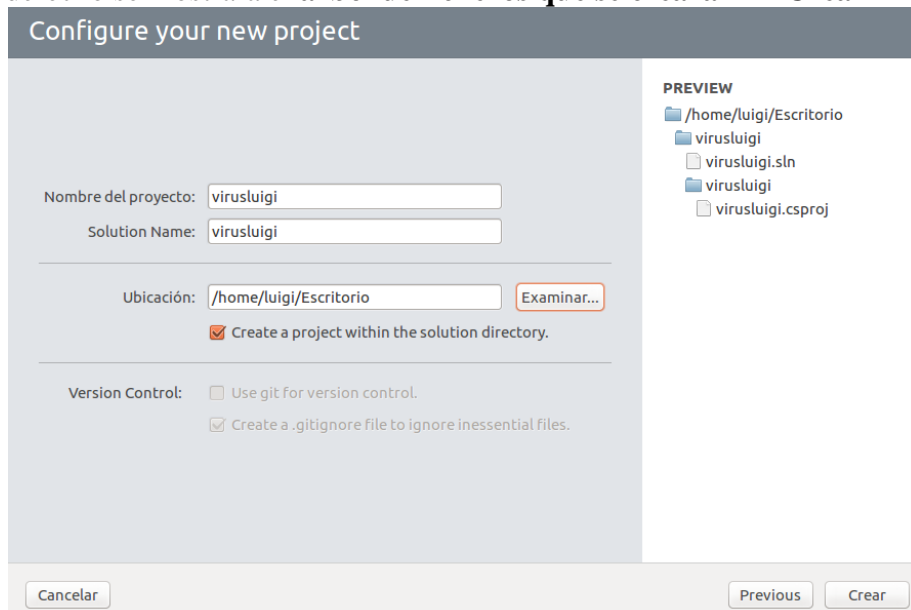 que se
Configure your new project
PREVIEW
/home/luigi/Escritorio
virusluigi
virusluigi.sln
virusluigi
virusluigi.csproj
Nombre del proyecto: virusluigi
Solution Name: virusluigi
Ubicación: /home/luigi/Escritorio Examinar...
Create a project within the solution directory.
Version Control: Use git for version control.
Create a .gitignore file to ignore inessential files.
Cancelar Previous Crear